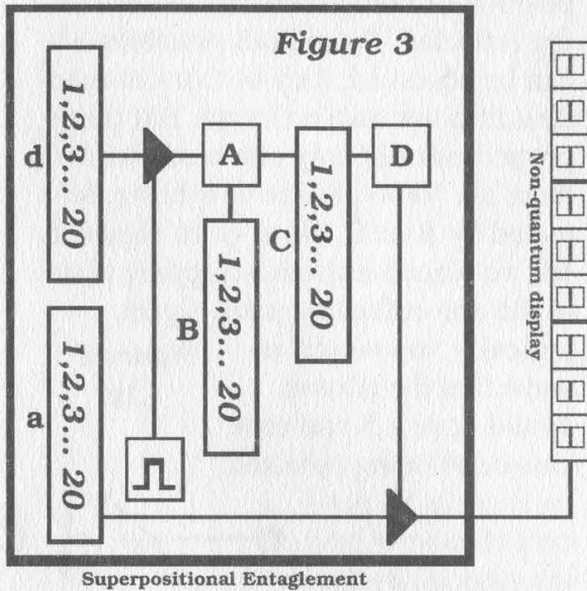 Figure 3
d
1,2,3... 20
A
1,2,3... 20
D
C
1,2,3... 20
B
a
1,2,3... 20
Non-quantum display
Superpositional Entaglement